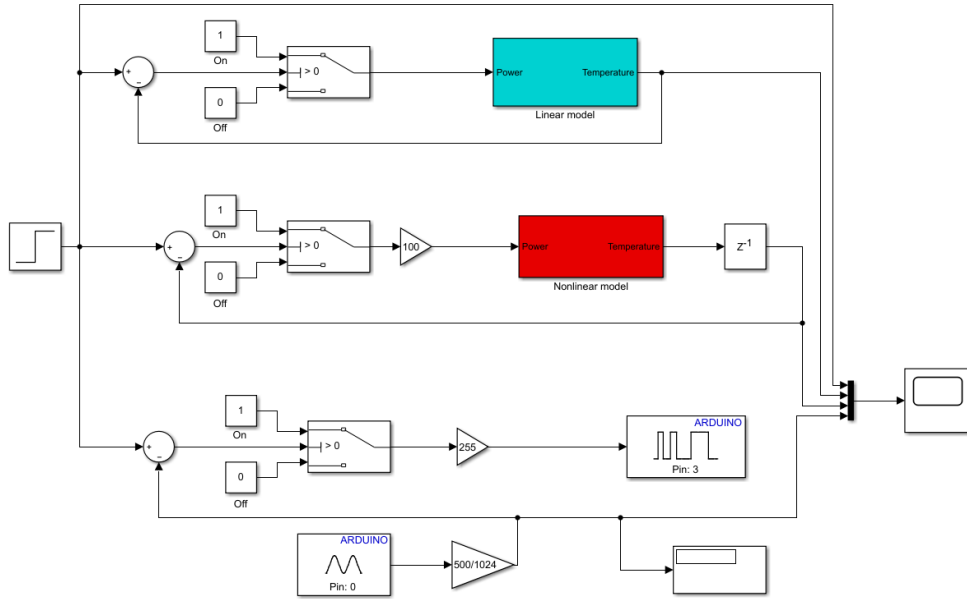 1
On
+
−
> 0
0
Off
Power
Temperature
Linear model
1
On
+
−
> 0
0
Off
100
Power
Temperature
Nonlinear model
z-1
1
On
+
−
> 0
0
Off
255
ARDUINO
Pin: 3
ARDUINO
Pin: 0
500/1024